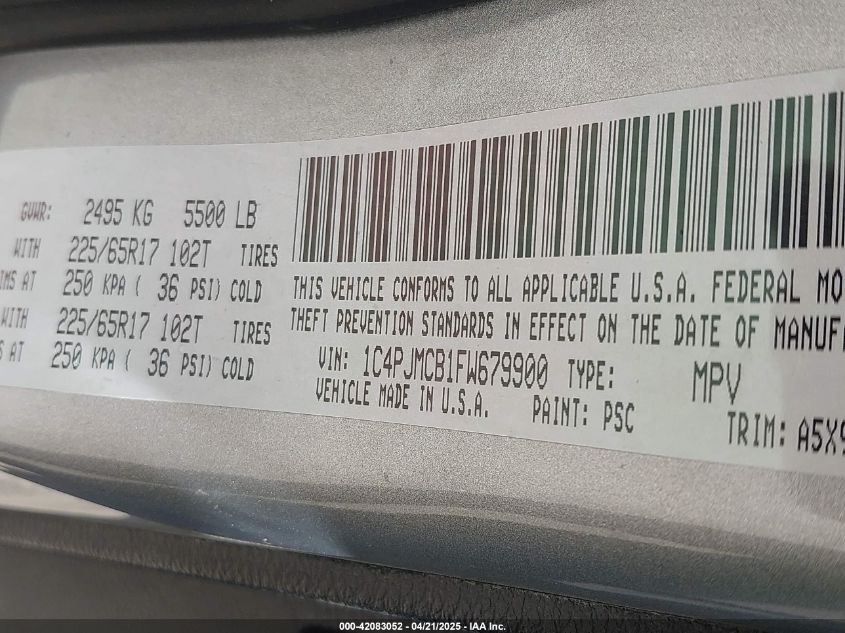 GVWR: 2495 KG 5500 LB
WITH 225/65R17 102T TIRES
AT 250 KPA ( 36 PSI) COLD
WITH 225/65R17 102T TIRES
AT 250 KPA ( 36 PSI) COLD
THIS VEHICLE CONFORMS TO ALL APPLICABLE U.S.A. FEDERAL MO
THEFT PREVENTION STANDARDS IN EFFECT ON THE DATE OF MANUF
VIN: 1C4PJMCB1FW679900 TYPE: MPV
VEHICLE MADE IN U.S.A. PAINT: PSC TRIM: A5X9
000-42083052 - 04/21/2025 - IAA Inc.